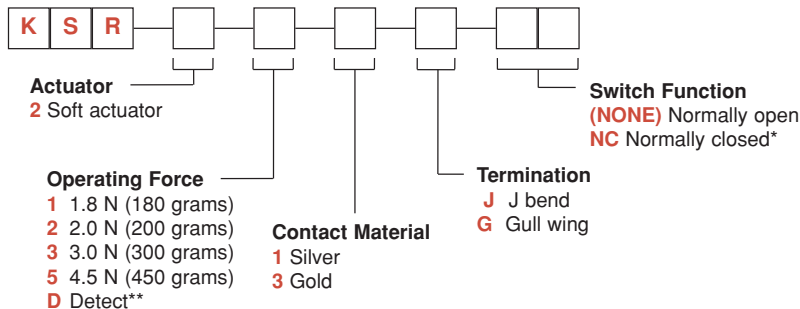 K S R
Actuator
2 Soft actuator
Switch Function
(NONE) Normally open
NC Normally closed*
Operating Force
1 1.8 N (180 grams)
2 2.0 N (200 grams)
3 3.0 N (300 grams)
5 4.5 N (450 grams)
D Detect**
Contact Material
1 Silver
3 Gold
Termination
J J bend
G Gull wing